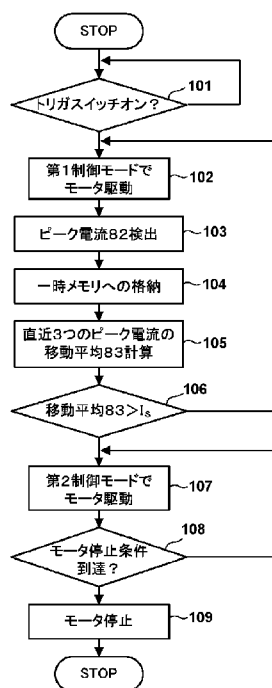 STOP
トリガスイッチオン?
101
第1制御モードで
モータ駆動
102
ピーク電流82検出
103
一時メモリへの格納
104
直近3つのピーク電流の
移動平均83計算
105
移動平均83>Is
106
第2制御モードで
モータ駆動
107
モータ停止条件
到達?
108
モータ停止
109
STOP